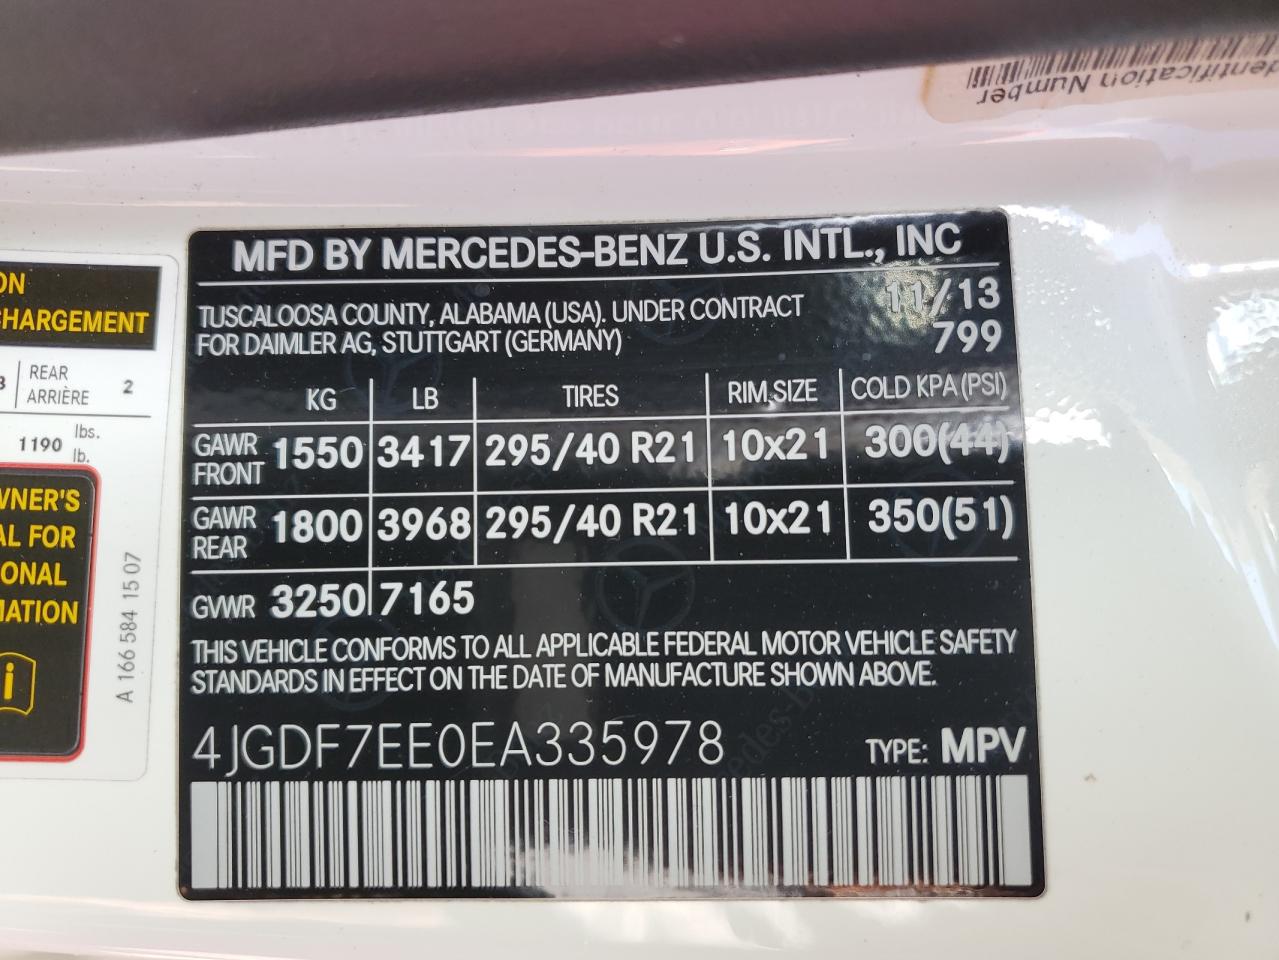 dentification Number
ON
CHARGEMENT
REAR
ARRIÈRE 2
1190 lbs.
lb.
WNER'S
AL FOR
ONAL
MATION
i
A 166 584 15 07
MFD BY MERCEDES-BENZ U.S. INTL., INC
TUSCALOOSA COUNTY, ALABAMA (USA). UNDER CONTRACT 11/13
FOR DAIMLER AG, STUTTGART (GERMANY) 799
KG LB TIRES RIM SIZE COLD KPA (PSI)
GAWR FRONT 1550 3417 295/40 R21 10x21 300(44)
GAWR REAR 1800 3968 295/40 R21 10x21 350(51)
GVWR 3250 7165
THIS VEHICLE CONFORMS TO ALL APPLICABLE FEDERAL MOTOR VEHICLE SAFETY
STANDARDS IN EFFECT ON THE DATE OF MANUFACTURE SHOWN ABOVE.
4JGDF7EE0EA335978 TYPE: MPV